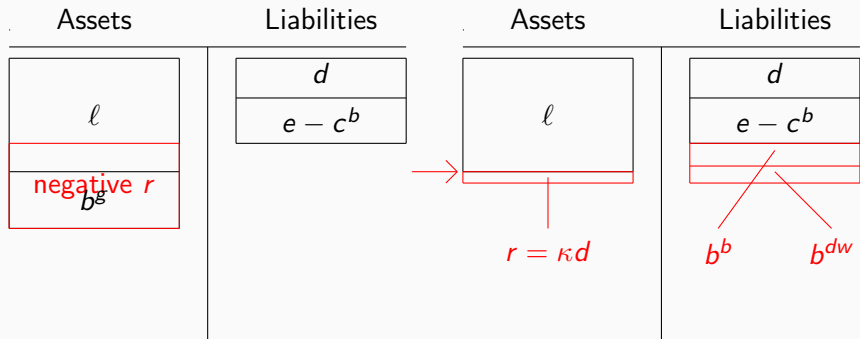 Assets Liabilities Assets Liabilities
d d
ℓ e − c^b ℓ e − c^b
negative r
b^g
r = κd b^b b^{dw}